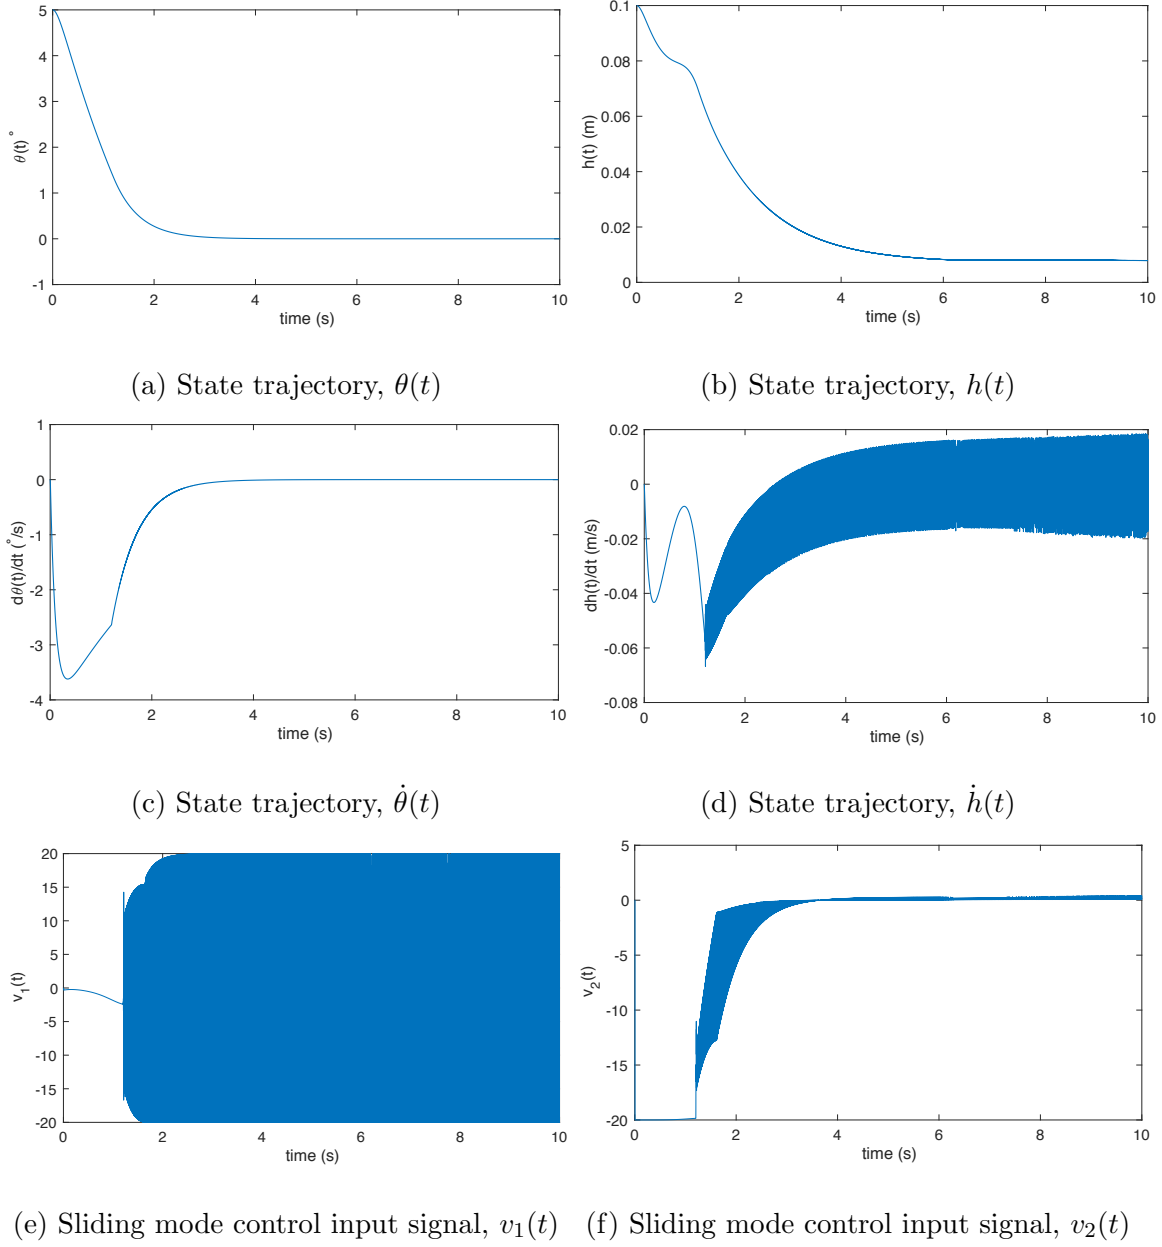 5
4
3
2
1
0
-1
θ(t) °
0 2 4 6 8 10
time (s)
(a) State trajectory, θ(t)
0.1
0.08
0.06
0.04
0.02
0
h(t) (m)
0 2 4 6 8 10
time (s)
(b) State trajectory, h(t)
1
0
-1
-2
-3
-4
dθ(t)/dt (°/s)
0 2 4 6 8 10
time (s)
(c) State trajectory, θ̇(t)
0.02
0
-0.02
-0.04
-0.06
-0.08
dh(t)/dt (m/s)
0 2 4 6 8 10
time (s)
(d) State trajectory, ḣ(t)
20
15
10
5
0
-5
-10
-15
-20
v₁(t)
0 2 4 6 8 10
time (s)
(e) Sliding mode control input signal, v₁(t)
5
0
-5
-10
-15
-20
v₂(t)
0 2 4 6 8 10
time (s)
(f) Sliding mode control input signal, v₂(t)